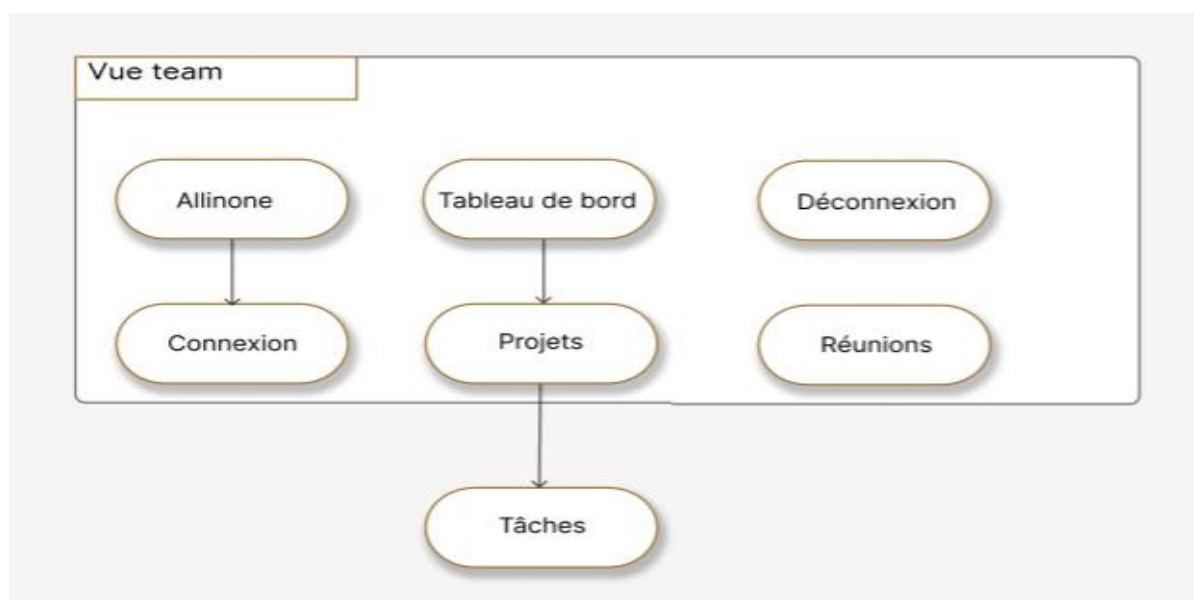 Vue team
Allinone
Tableau de bord
Déconnexion
Connexion
Projets
Réunions
Tâches